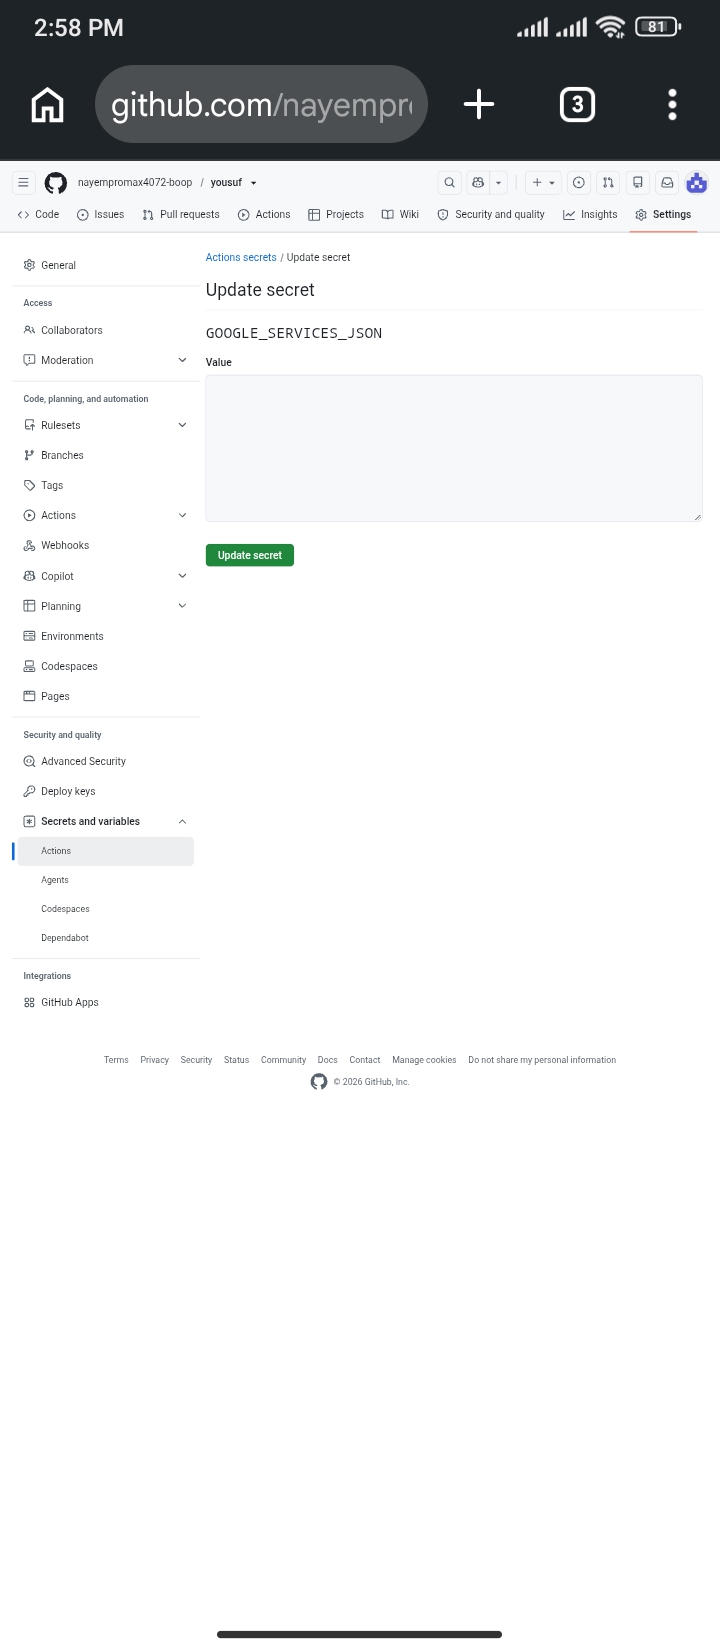 2:58 PM
81
github.com/nayempr
3
nayempromax4072-boop / yousuf
Code Issues Pull requests Actions Projects Wiki Security and quality Insights Settings
General
Access
Collaborators
Moderation
Code, planning, and automation
Rulesets
Branches
Tags
Actions
Webhooks
Copilot
Planning
Environments
Codespaces
Pages
Security and quality
Advanced Security
Deploy keys
Secrets and variables
Actions
Agents
Codespaces
Dependabot
Integrations
GitHub Apps
Actions secrets / Update secret
Update secret
GOOGLE_SERVICES_JSON
Value
Update secret
Terms Privacy Security Status Community Docs Contact Manage cookies Do not share my personal information
© 2026 GitHub, Inc.